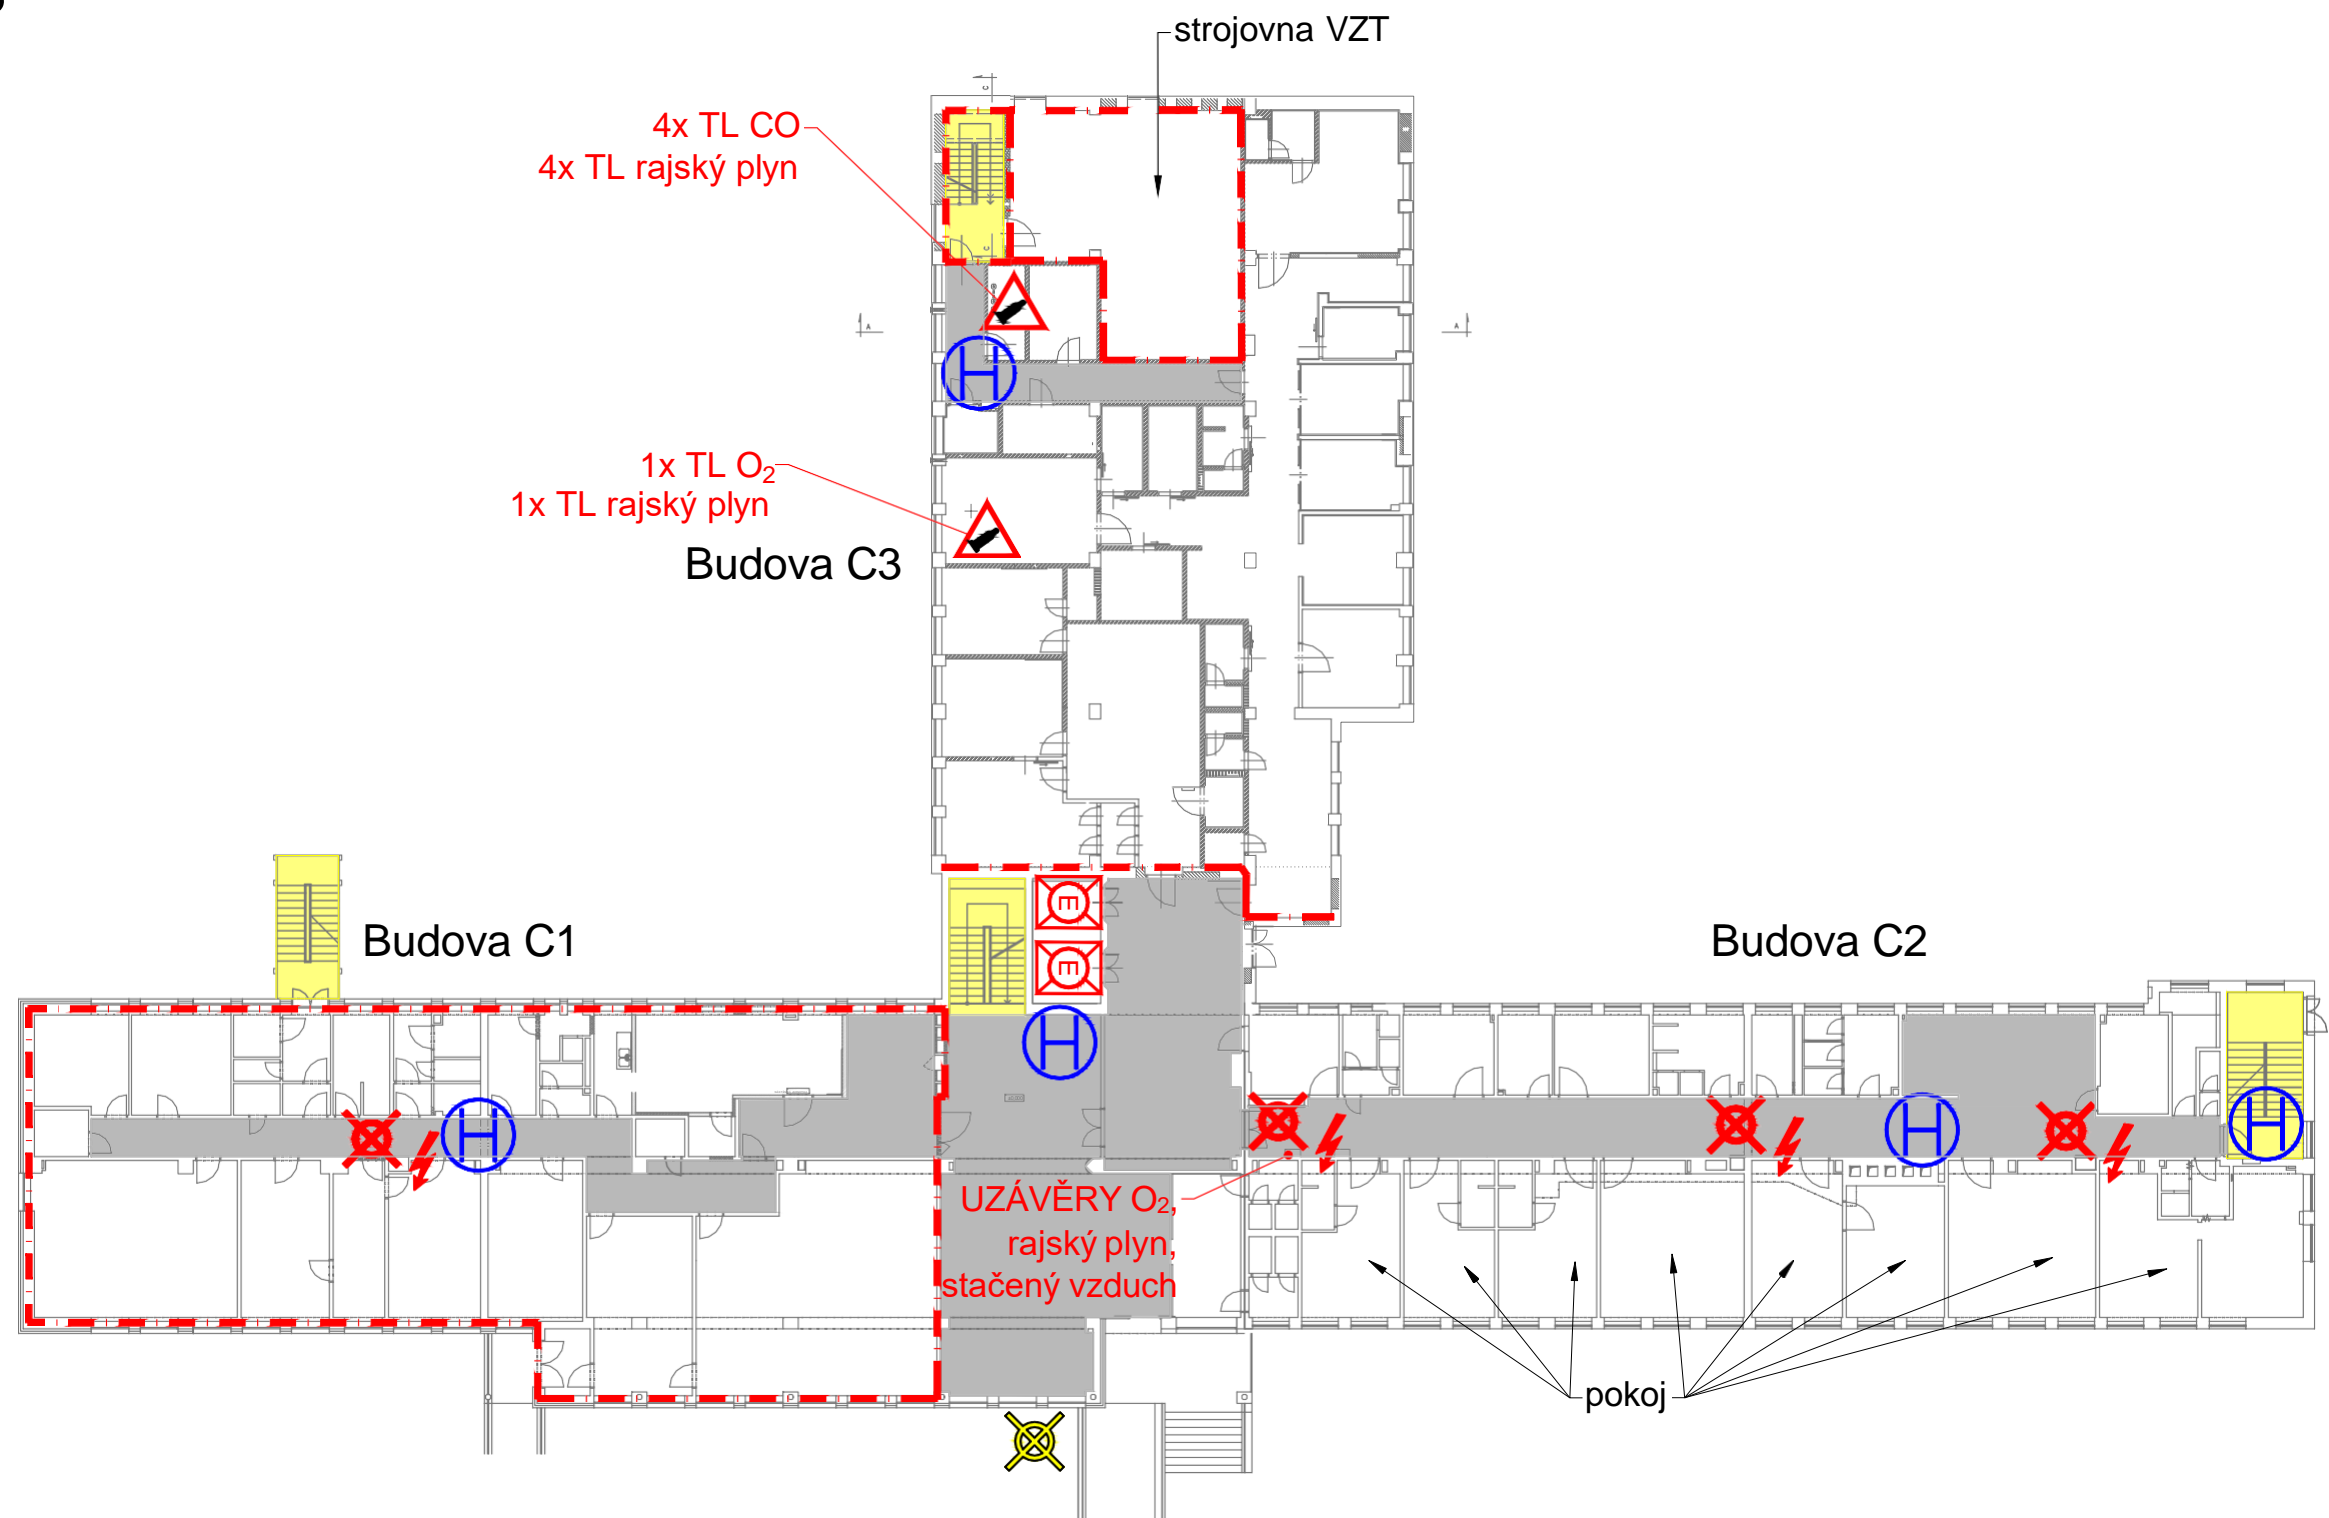 strojovna VZT
4x TL CO
4x TL rajský plyn
1x TL O₂
1x TL rajský plyn
Budova C3
Budova C1
Budova C2
E
E
H
H
H
H
H
UZÁVĚRY O₂,
rajský plyn,
stačený vzduch
pokoj
A
A
C
C